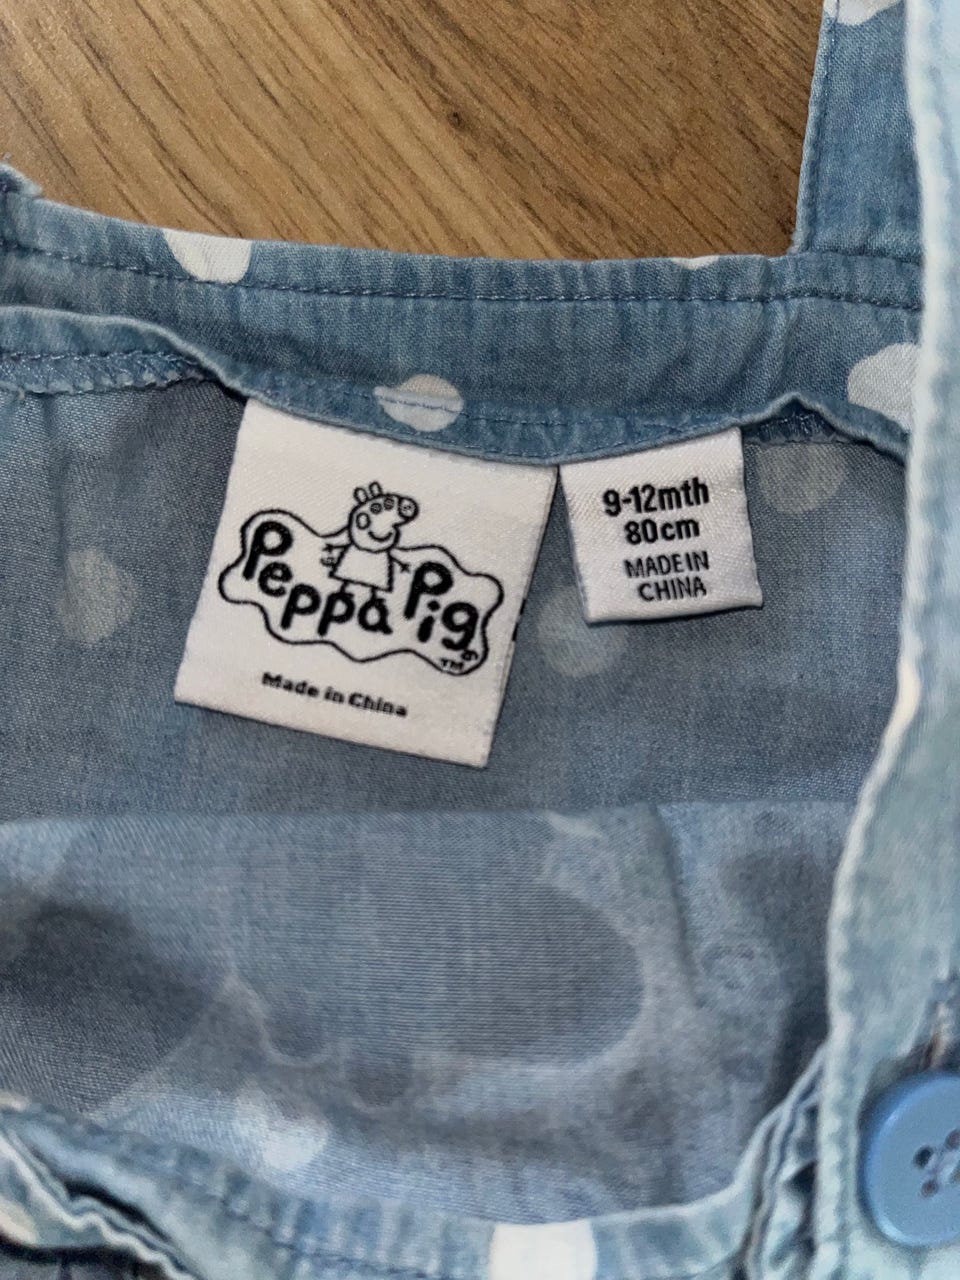 Peppa Pig
TM
Made in China
9-12mth
80cm
MADE IN
CHINA